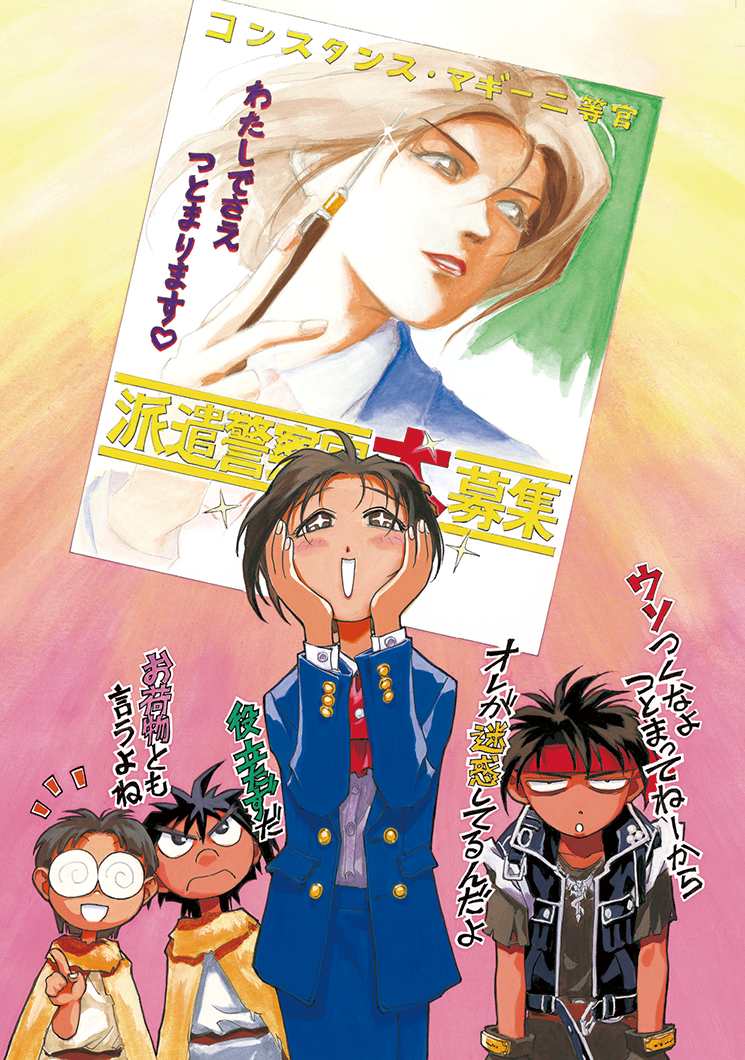 コンスタンス・マギー二等官
わたしでさえ
つとまります♡
派遣警察官大募集
ウソつくなよ
つとまってねーから
オレが迷惑してるんだよ
役立たずだ
お荷物とも
言うよね